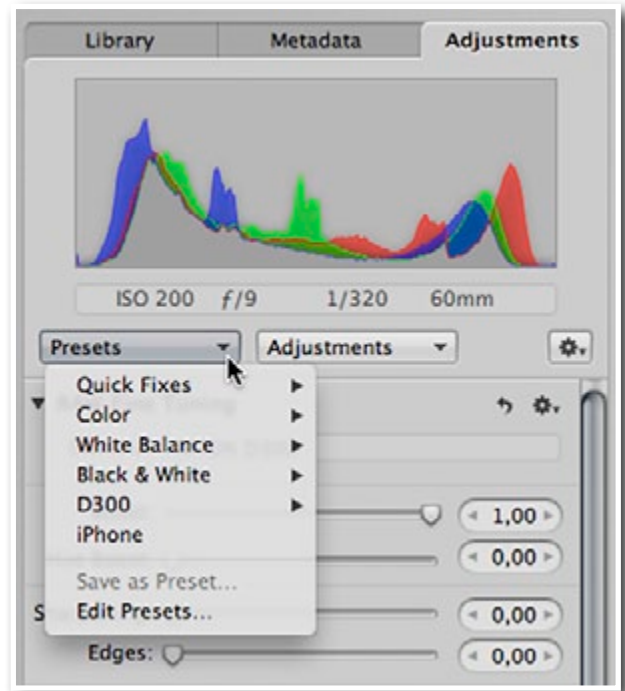 Library Metadata Adjustments
ISO 200 f/9 1/320 60mm
Presets Adjustments
Quick Fixes
Color
White Balance
Black & White
D300
iPhone
1,00
0,00
Save as Preset...
Edit Presets...
0,00
Edges: 0,00